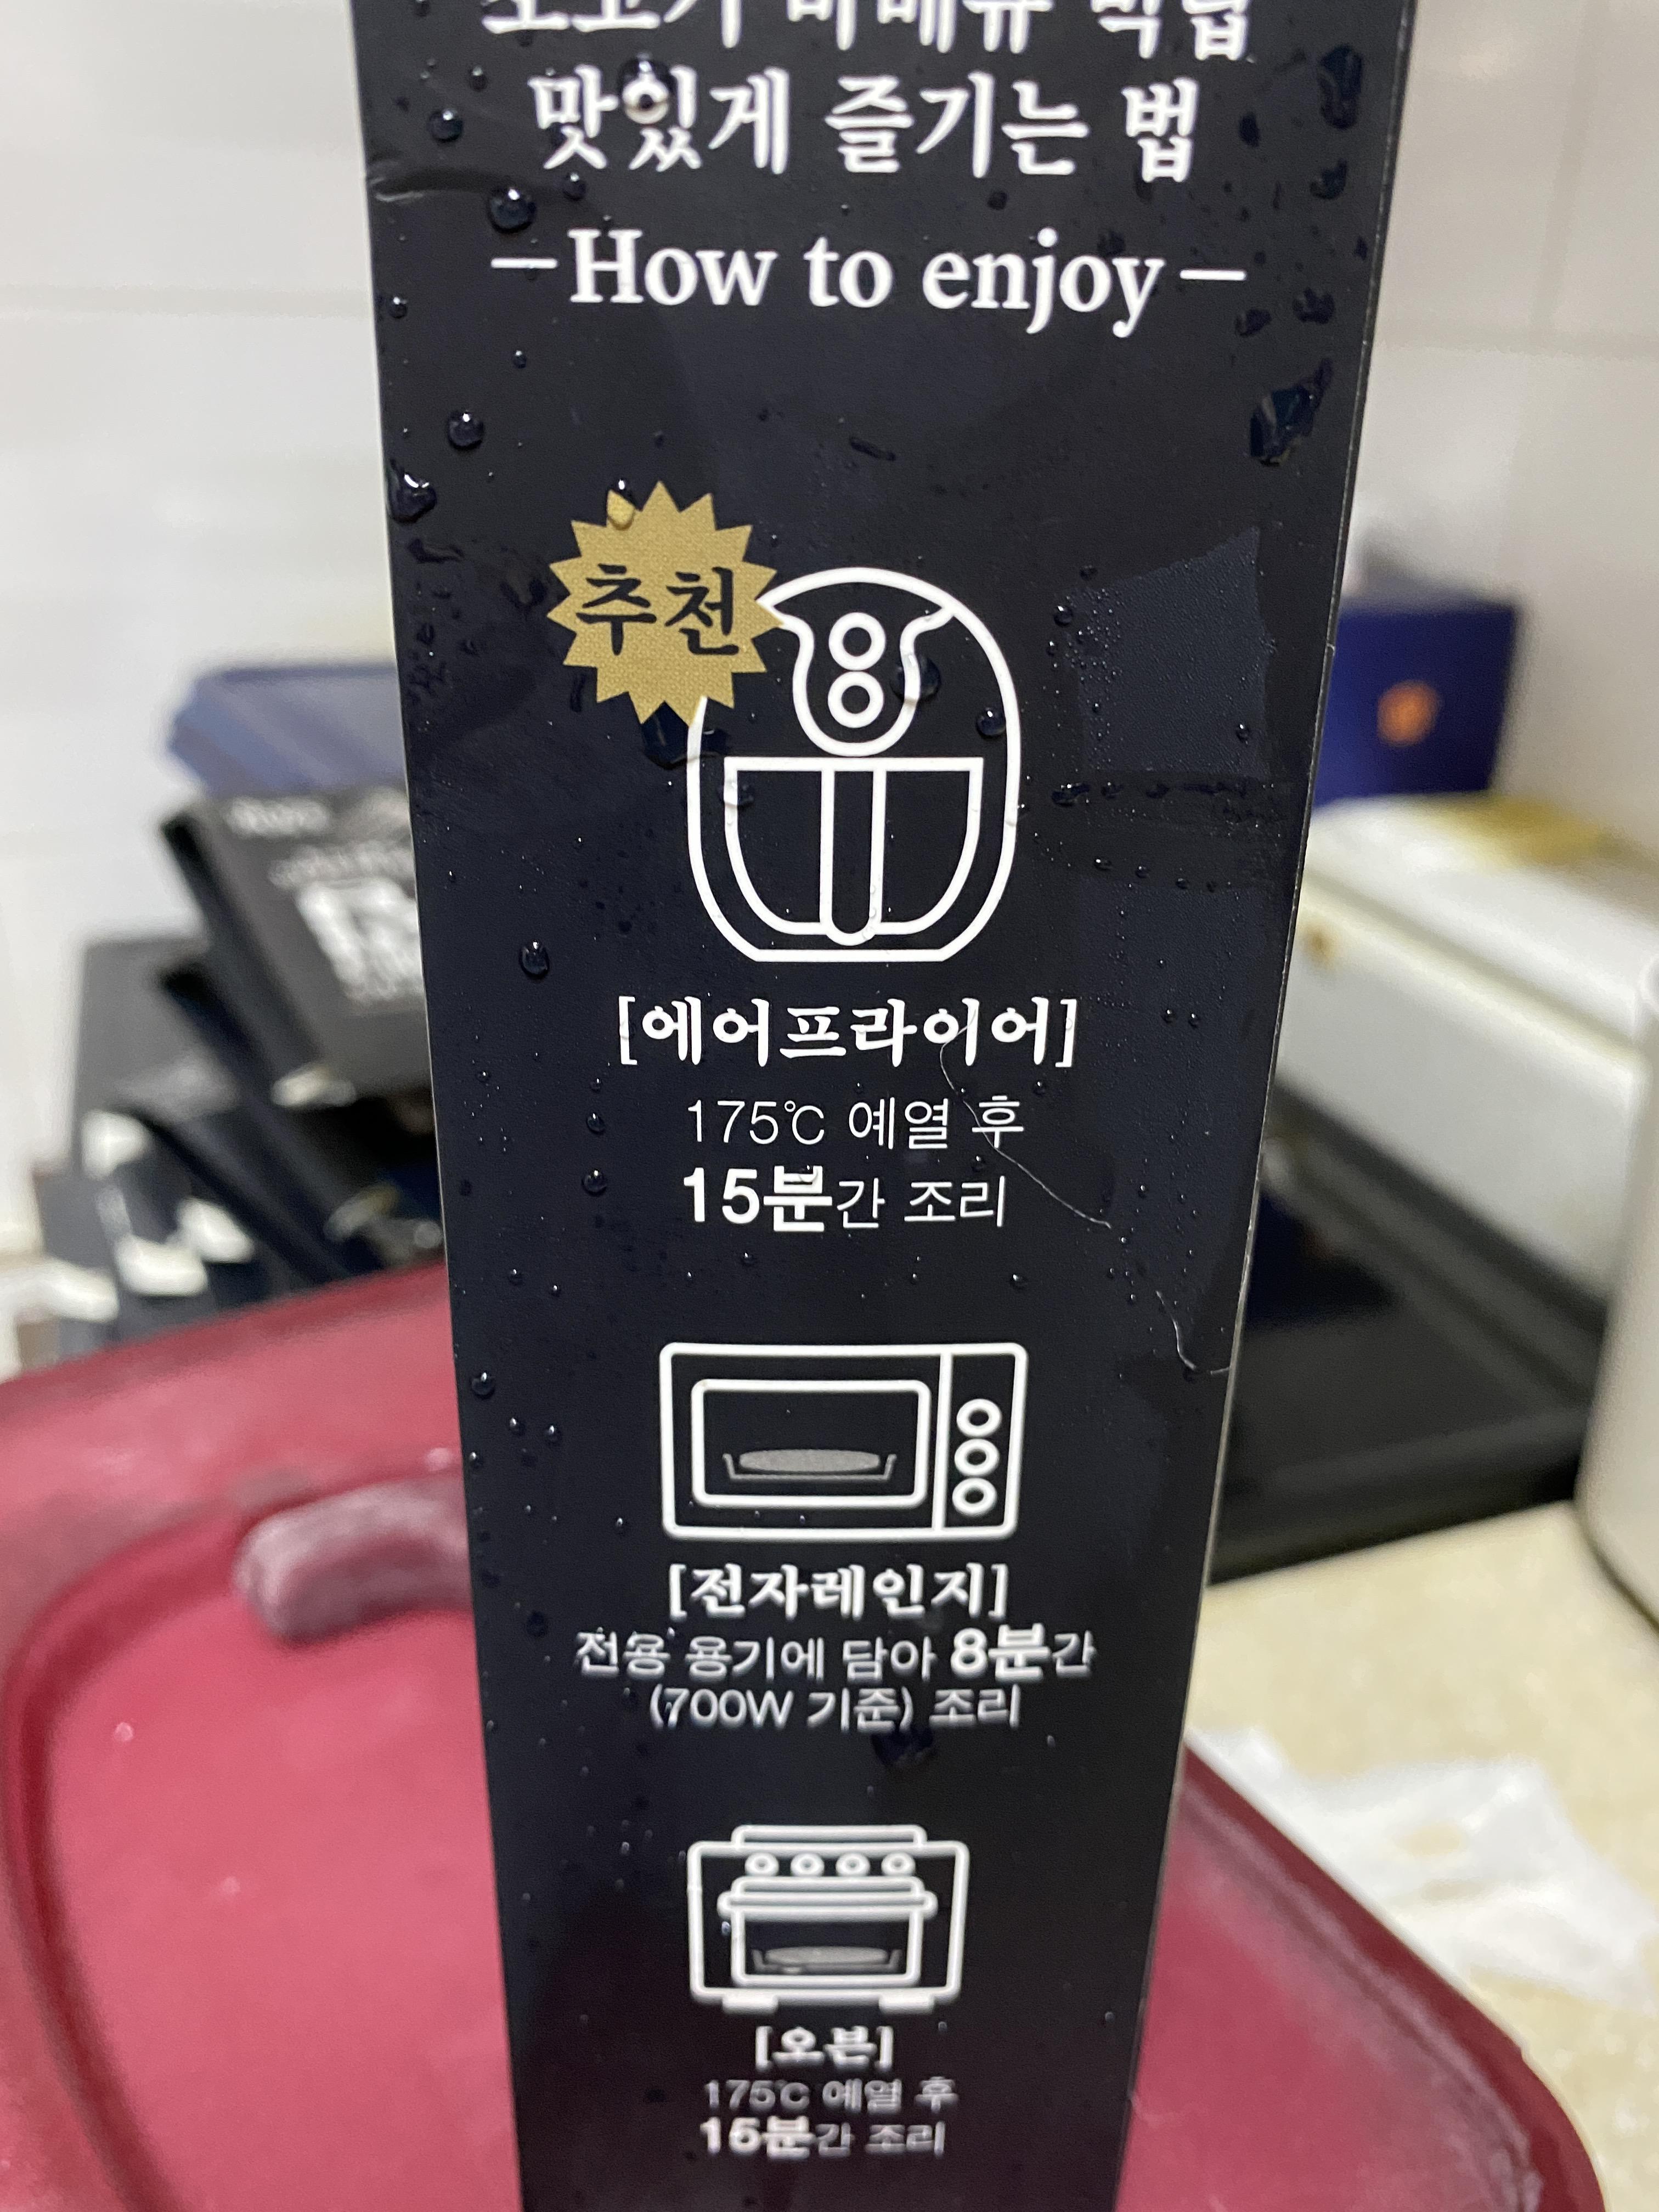 바베큐
맛있게 즐기는 법
How to enjoy
추천
[에어프라이어]
175℃ 예열 후
15분간 조리
[전자레인지]
전용 용기에 담아 8분간
(700W 기준) 조리
[오븐]
175℃ 예열 후
15분간 조리